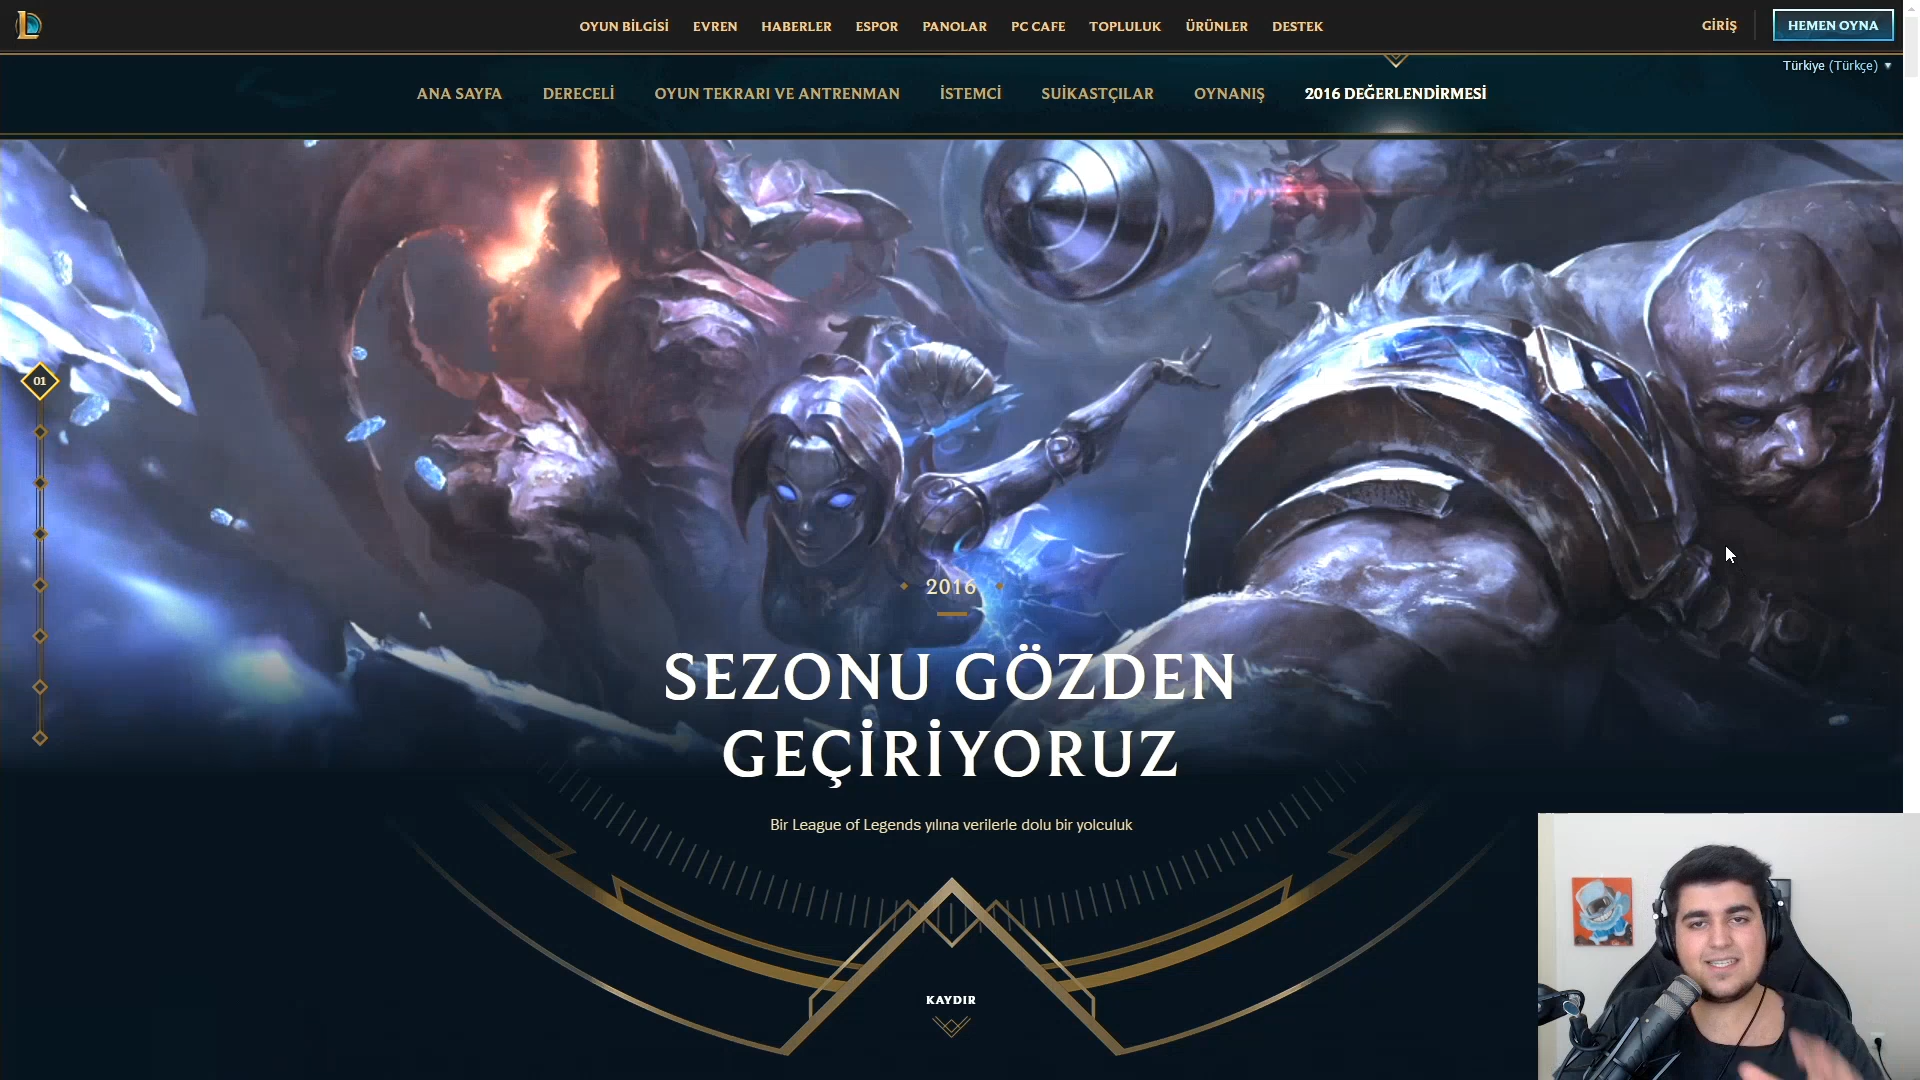 OYUN BİLGİSİ EVREN HABERLER ESPOR PANOLAR PC CAFE TOPLULUK ÜRÜNLER DESTEK GİRİŞ HEMEN OYNA
Türkiye (Türkçe)
ANA SAYFA DERECELİ OYUN TEKRARI VE ANTRENMAN İSTEMCİ SUİKASTÇILAR OYNANIŞ 2016 DEĞERLENDİRMESİ
01
2016
SEZONU GÖZDEN
GEÇİRİYORUZ
Bir League of Legends yılına verilerle dolu bir yolculuk
KAYDIR